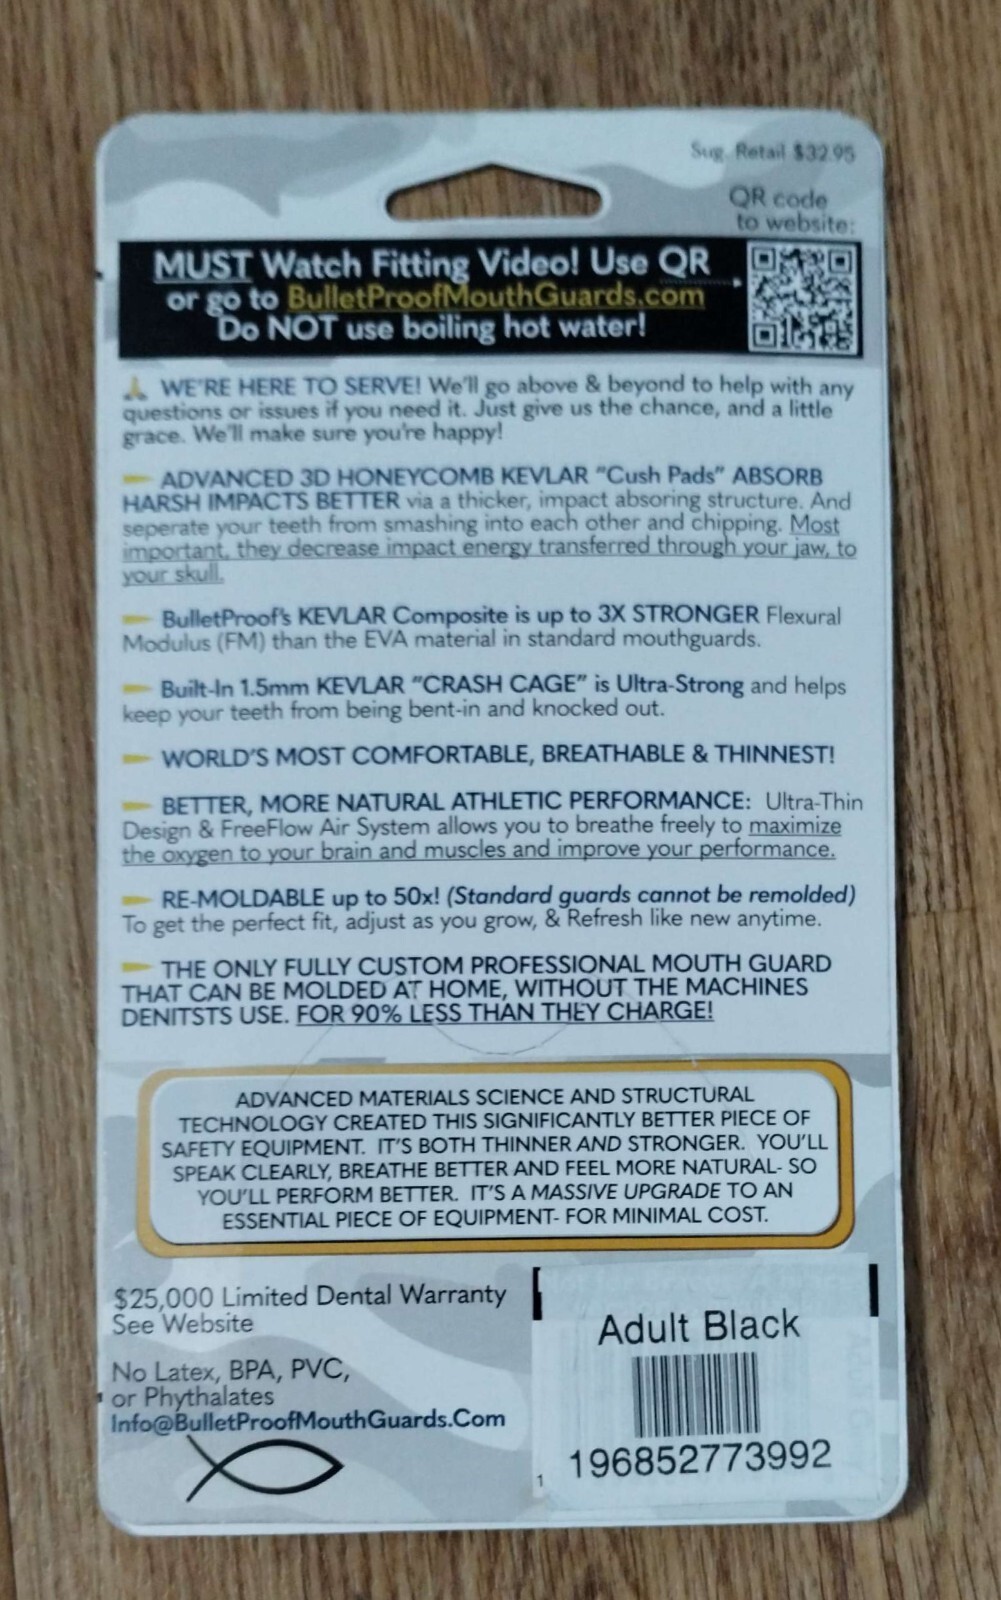 Sug. Retail $32.95
QR code
to website:
MUST Watch Fitting Video! Use QR
or go to BulletProofMouthGuards.com
Do NOT use boiling hot water!
WE'RE HERE TO SERVE! We'll go above & beyond to help with any
questions or issues if you need it. Just give us the chance, and a little
grace. We'll make sure you're happy!
ADVANCED 3D HONEYCOMB KEVLAR "Cush Pads" ABSORB
HARSH IMPACTS BETTER via a thicker, impact absoring structure. And
seperate your teeth from smashing into each other and chipping. Most
important, they decrease impact energy transferred through your jaw, to
your skull.
BulletProof's KEVLAR Composite is up to 3X STRONGER Flexural
Modulus (FM) than the EVA material in standard mouthguards.
Built-In 1.5mm KEVLAR "CRASH CAGE" is Ultra-Strong and helps
keep your teeth from being bent-in and knocked out.
WORLD'S MOST COMFORTABLE, BREATHABLE & THINNEST!
BETTER, MORE NATURAL ATHLETIC PERFORMANCE: Ultra-Thin
Design & FreeFlow Air System allows you to breathe freely to maximize
the oxygen to your brain and muscles and improve your performance.
RE-MOLDABLE up to 50x! (Standard guards cannot be remolded)
To get the perfect fit, adjust as you grow, & Refresh like new anytime.
THE ONLY FULLY CUSTOM PROFESSIONAL MOUTH GUARD
THAT CAN BE MOLDED AT HOME, WITHOUT THE MACHINES
DENITSTS USE. FOR 90% LESS THAN THEY CHARGE!
ADVANCED MATERIALS SCIENCE AND STRUCTURAL
TECHNOLOGY CREATED THIS SIGNIFICANTLY BETTER PIECE OF
SAFETY EQUIPMENT. IT'S BOTH THINNER AND STRONGER. YOU'LL
SPEAK CLEARLY, BREATHE BETTER AND FEEL MORE NATURAL- SO
YOU'LL PERFORM BETTER. IT'S A MASSIVE UPGRADE TO AN
ESSENTIAL PIECE OF EQUIPMENT- FOR MINIMAL COST.
$25,000 Limited Dental Warranty
See Website
No Latex, BPA, PVC,
or Phythalates
Info@BulletProofMouthGuards.Com
Adult Black
1 196852773992